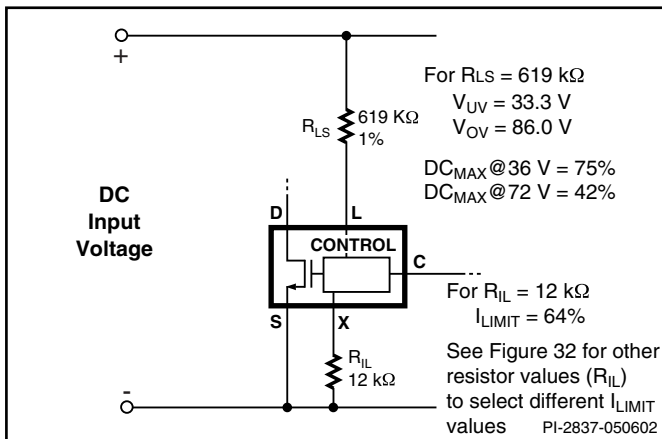 +
For RLS = 619 kΩ
VUV = 33.3 V
VOV = 86.0 V
RLS
619 KΩ
1%
DCMAX@36 V = 75%
DCMAX@72 V = 42%
DC
Input
Voltage
D
L
CONTROL
C
S
X
For RIL = 12 kΩ
ILIMIT = 64%
RIL
12 kΩ
See Figure 32 for other
resistor values (RIL)
to select different ILIMIT
values
-
PI-2837-050602